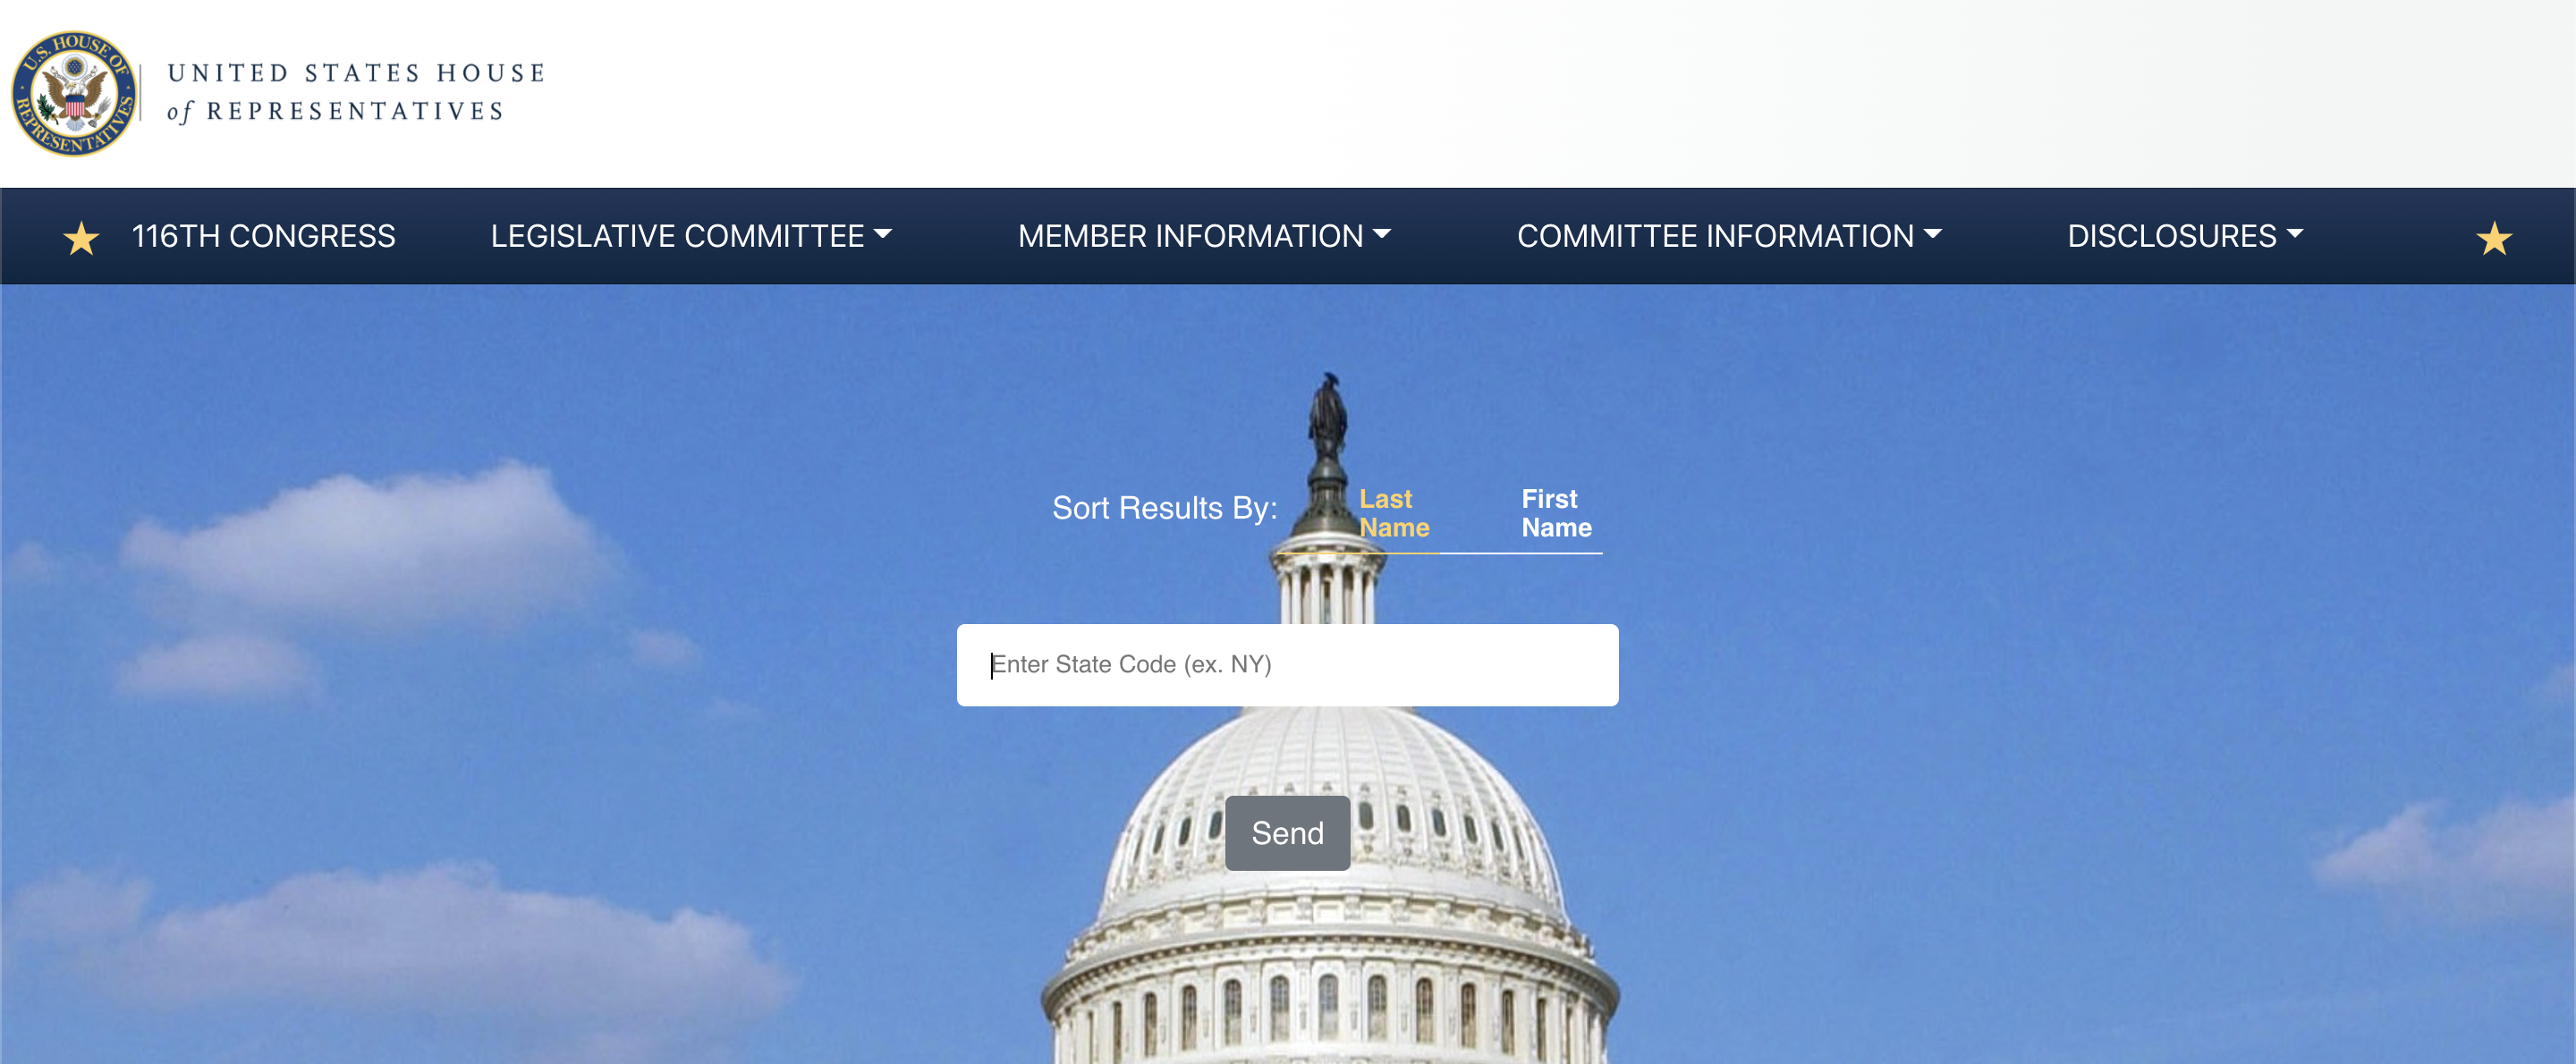 U.S. HOUSE OF
REPRESENTATIVES
UNITED STATES HOUSE
of REPRESENTATIVES
116TH CONGRESS LEGISLATIVE COMMITTEE MEMBER INFORMATION COMMITTEE INFORMATION DISCLOSURES
Sort Results By:
Last
Name
First
Name
Enter State Code (ex. NY)
Send